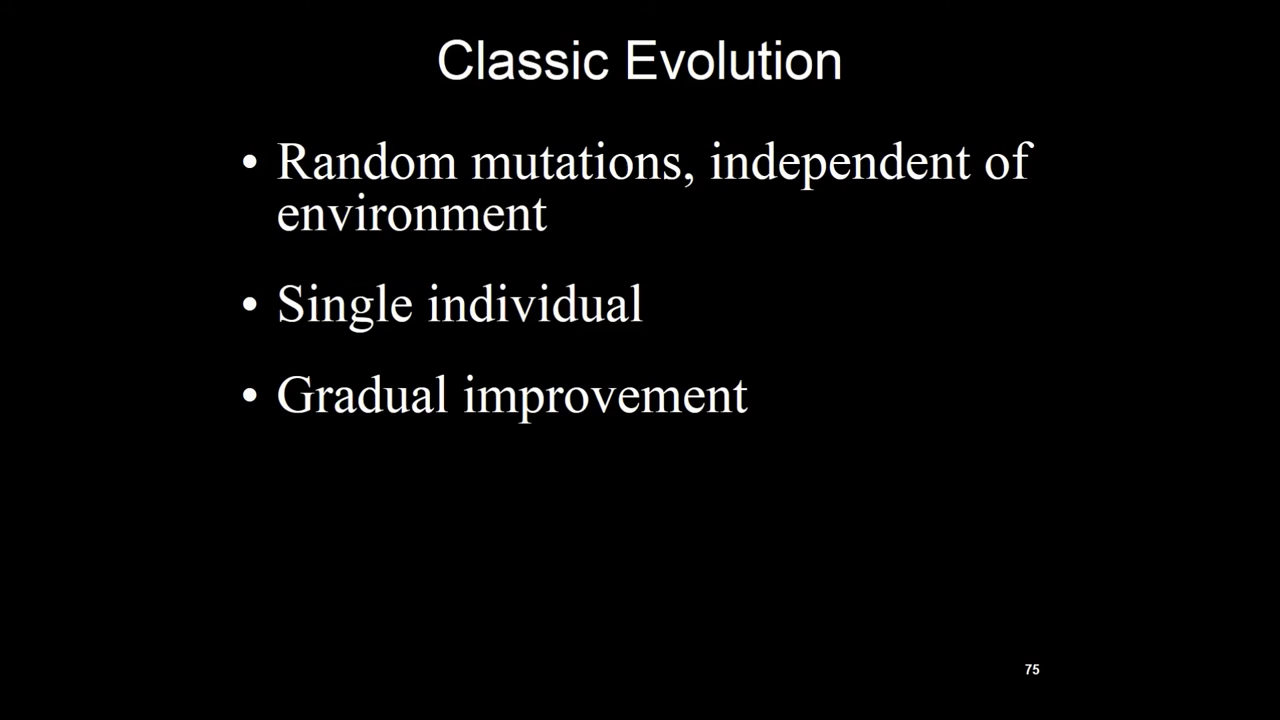 Classic Evolution
• Random mutations, independent of
environment
• Single individual
• Gradual improvement
75